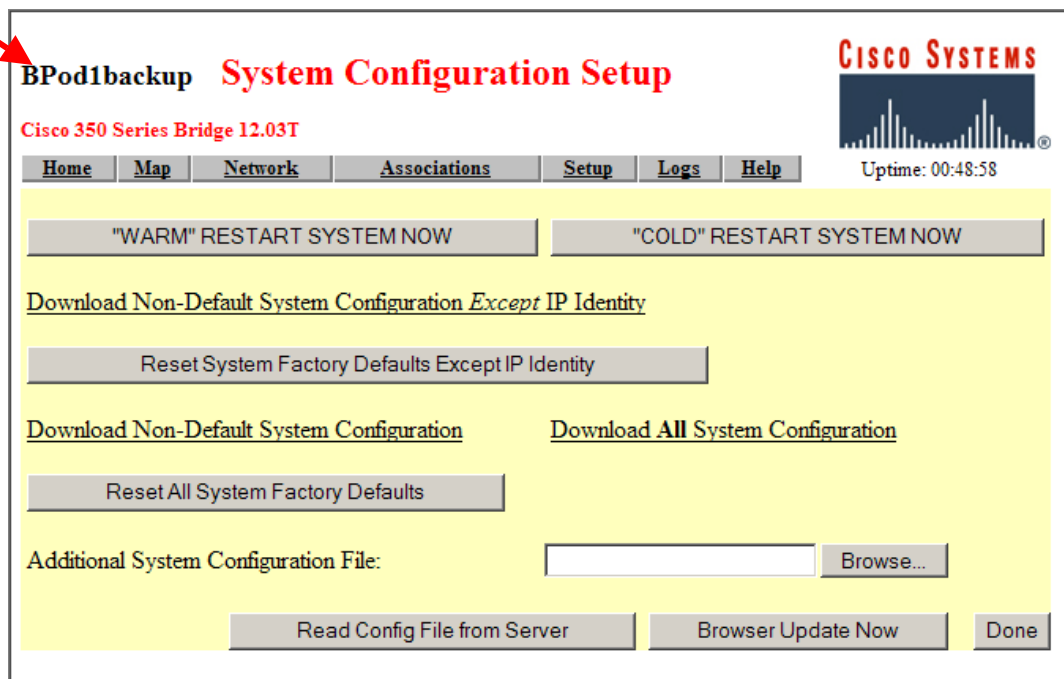 BPod1backup System Configuration Setup
CISCO SYSTEMS
®
Cisco 350 Series Bridge 12.03T
Home Map Network Associations Setup Logs Help
Uptime: 00:48:58
"WARM" RESTART SYSTEM NOW "COLD" RESTART SYSTEM NOW
Download Non-Default System Configuration Except IP Identity
Reset System Factory Defaults Except IP Identity
Download Non-Default System Configuration Download All System Configuration
Reset All System Factory Defaults
Additional System Configuration File: Browse...
Read Config File from Server Browser Update Now Done